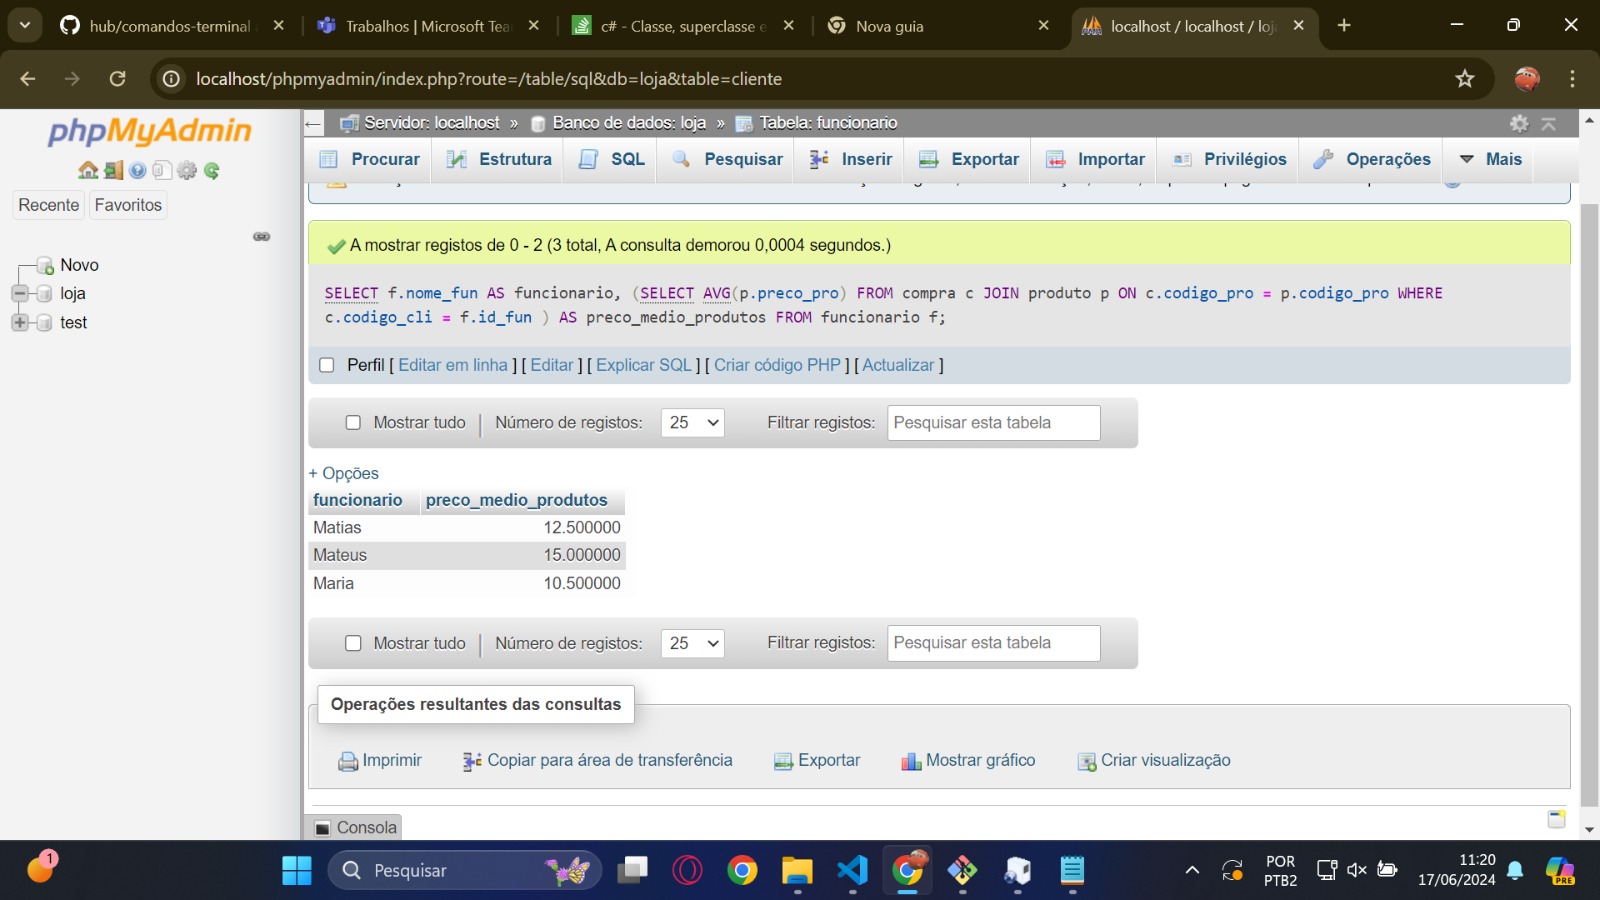 hub/comandos-terminal
Trabalhos | Microsoft Tea
c# - Classe, superclasse e
Nova guia
localhost / localhost / loj
localhost/phpmyadmin/index.php?route=/table/sql&db=loja&table=cliente
phpMyAdmin
Recente
Favoritos
Novo
loja
test
Servidor: localhost » Banco de dados: loja » Tabela: funcionario
Procurar
Estrutura
SQL
Pesquisar
Inserir
Exportar
Importar
Privilégios
Operações
Mais
A mostrar registos de 0 - 2 (3 total, A consulta demorou 0,0004 segundos.)
SELECT f.nome_fun AS funcionario, (SELECT AVG(p.preco_pro) FROM compra c JOIN produto p ON c.codigo_pro = p.codigo_pro WHERE
c.codigo_cli = f.id_fun ) AS preco_medio_produtos FROM funcionario f;
Perfil [ Editar em linha ] [ Editar ] [ Explicar SQL ] [ Criar código PHP ] [ Actualizar ]
Mostrar tudo | Número de registos: 25 Filtrar registos: Pesquisar esta tabela
+ Opções
funcionario preco_medio_produtos
Matias 12.500000
Mateus 15.000000
Maria 10.500000
Mostrar tudo | Número de registos: 25 Filtrar registos: Pesquisar esta tabela
Operações resultantes das consultas
Imprimir
Copiar para área de transferência
Exportar
Mostrar gráfico
Criar visualização
Consola
1
Pesquisar
POR
PTB2
11:20
17/06/2024
PRE